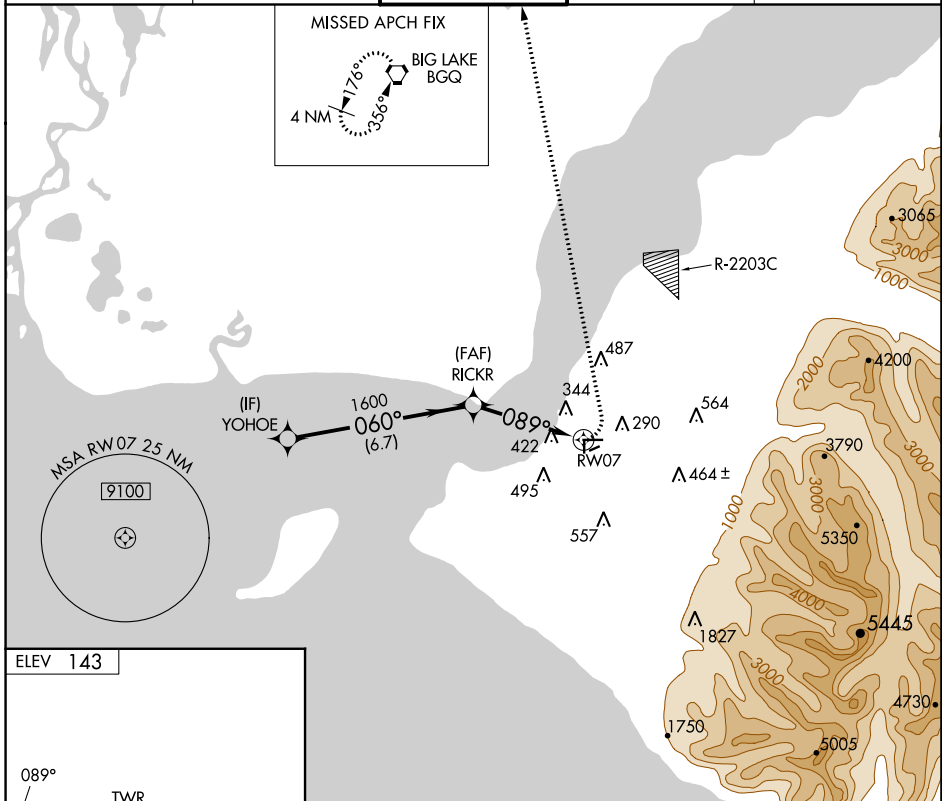 MISSED APCH FIX
BIG LAKE
BGQ
176°
356°
4 NM
3065
3000
1000
R-2203C
(FAF)
RICKR
487
2000
4200
344
(IF)
YOHOE
1600
060°
(6.7)
089°
422
290
564
RW07
3000
MSA RW07 25 NM
9100
495
464 ±
3790
3000
1000
557
5350
4000
5445
1827
ELEV 143
3000
4730
1750
5005
089°
TWR